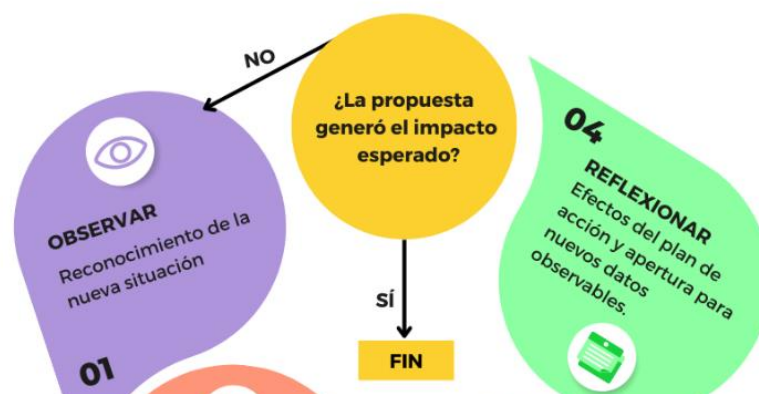 NO
¿La propuesta
generó el impacto
esperado?
SÍ
FIN
OBSERVAR
Reconocimiento de la
nueva situación
01
04
REFLEXIONAR
Efectos del plan de
acción y apertura para
nuevos datos
observables.